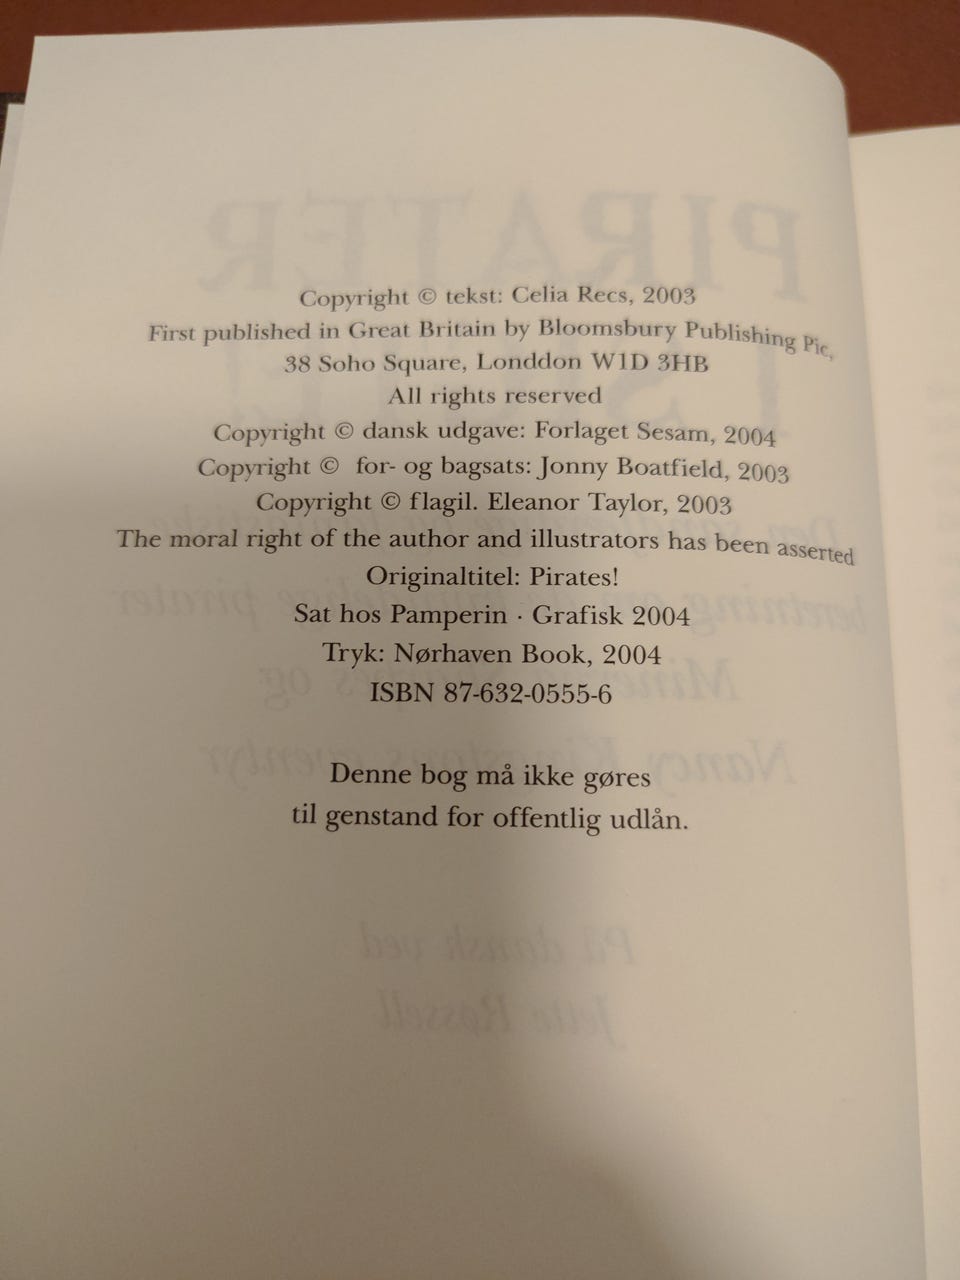 Copyright © tekst: Celia Recs, 2003
First published in Great Britain by Bloomsbury Publishing Pic,
38 Soho Square, Londdon W1D 3HB
All rights reserved
Copyright © dansk udgave: Forlaget Sesam, 2004
Copyright © for- og bagsats: Jonny Boatfield, 2003
Copyright © flagil. Eleanor Taylor, 2003
The moral right of the author and illustrators has been asserted
Originaltitel: Pirates!
Sat hos Pamperin · Grafisk 2004
Tryk: Nørhaven Book, 2004
ISBN 87-632-0555-6
Denne bog må ikke gøres
til genstand for offentlig udlån.